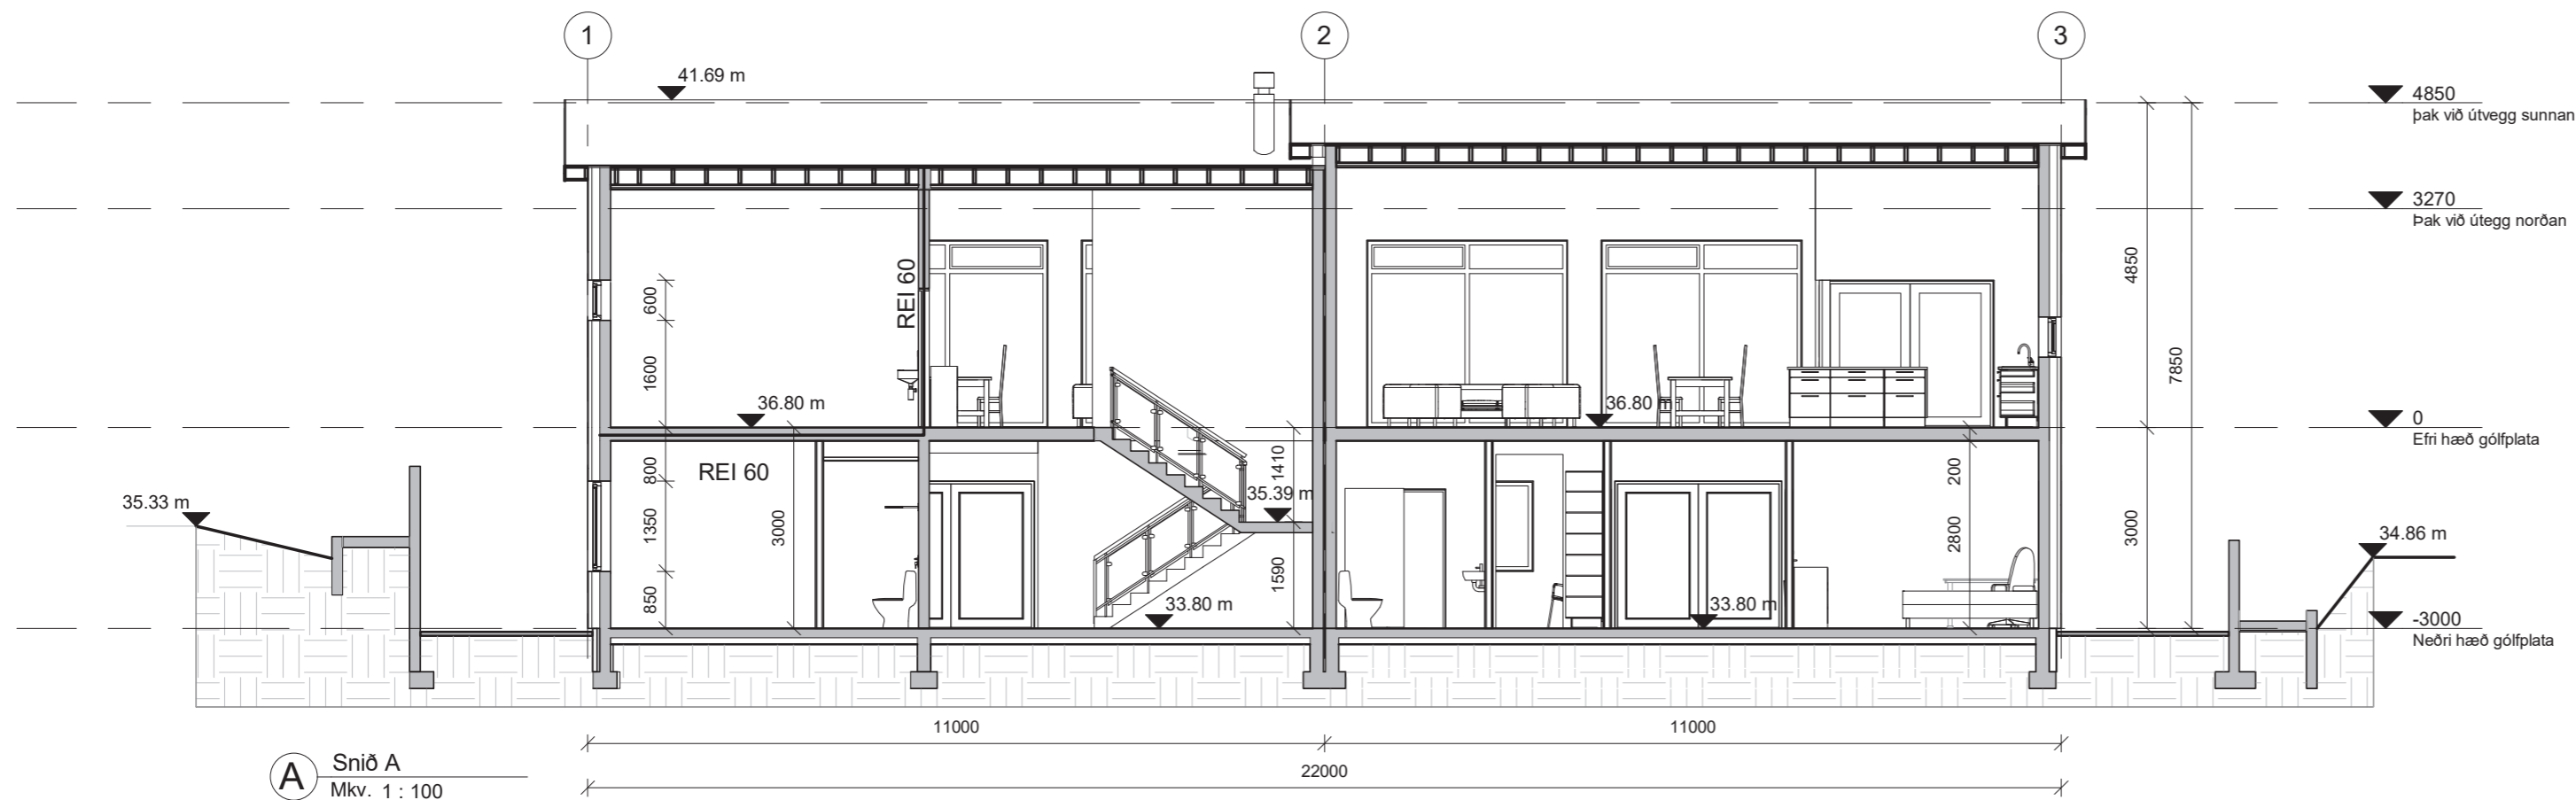 1
2
3
41.69 m
4850
þak við útvegg sunnan
3270
Þak við útegg norðan
REI 60
600
1600
4850
7850
36.80 m
36.80 m
0
Efri hæð gólfplata
REI 60
800
1350
850
3000
1410
35.39 m
1590
200
2800
3000
35.33 m
34.86 m
33.80 m
33.80 m
-3000
Neðri hæð gólfplata
11000
11000
22000
A
Snið A
Mkv. 1 : 100